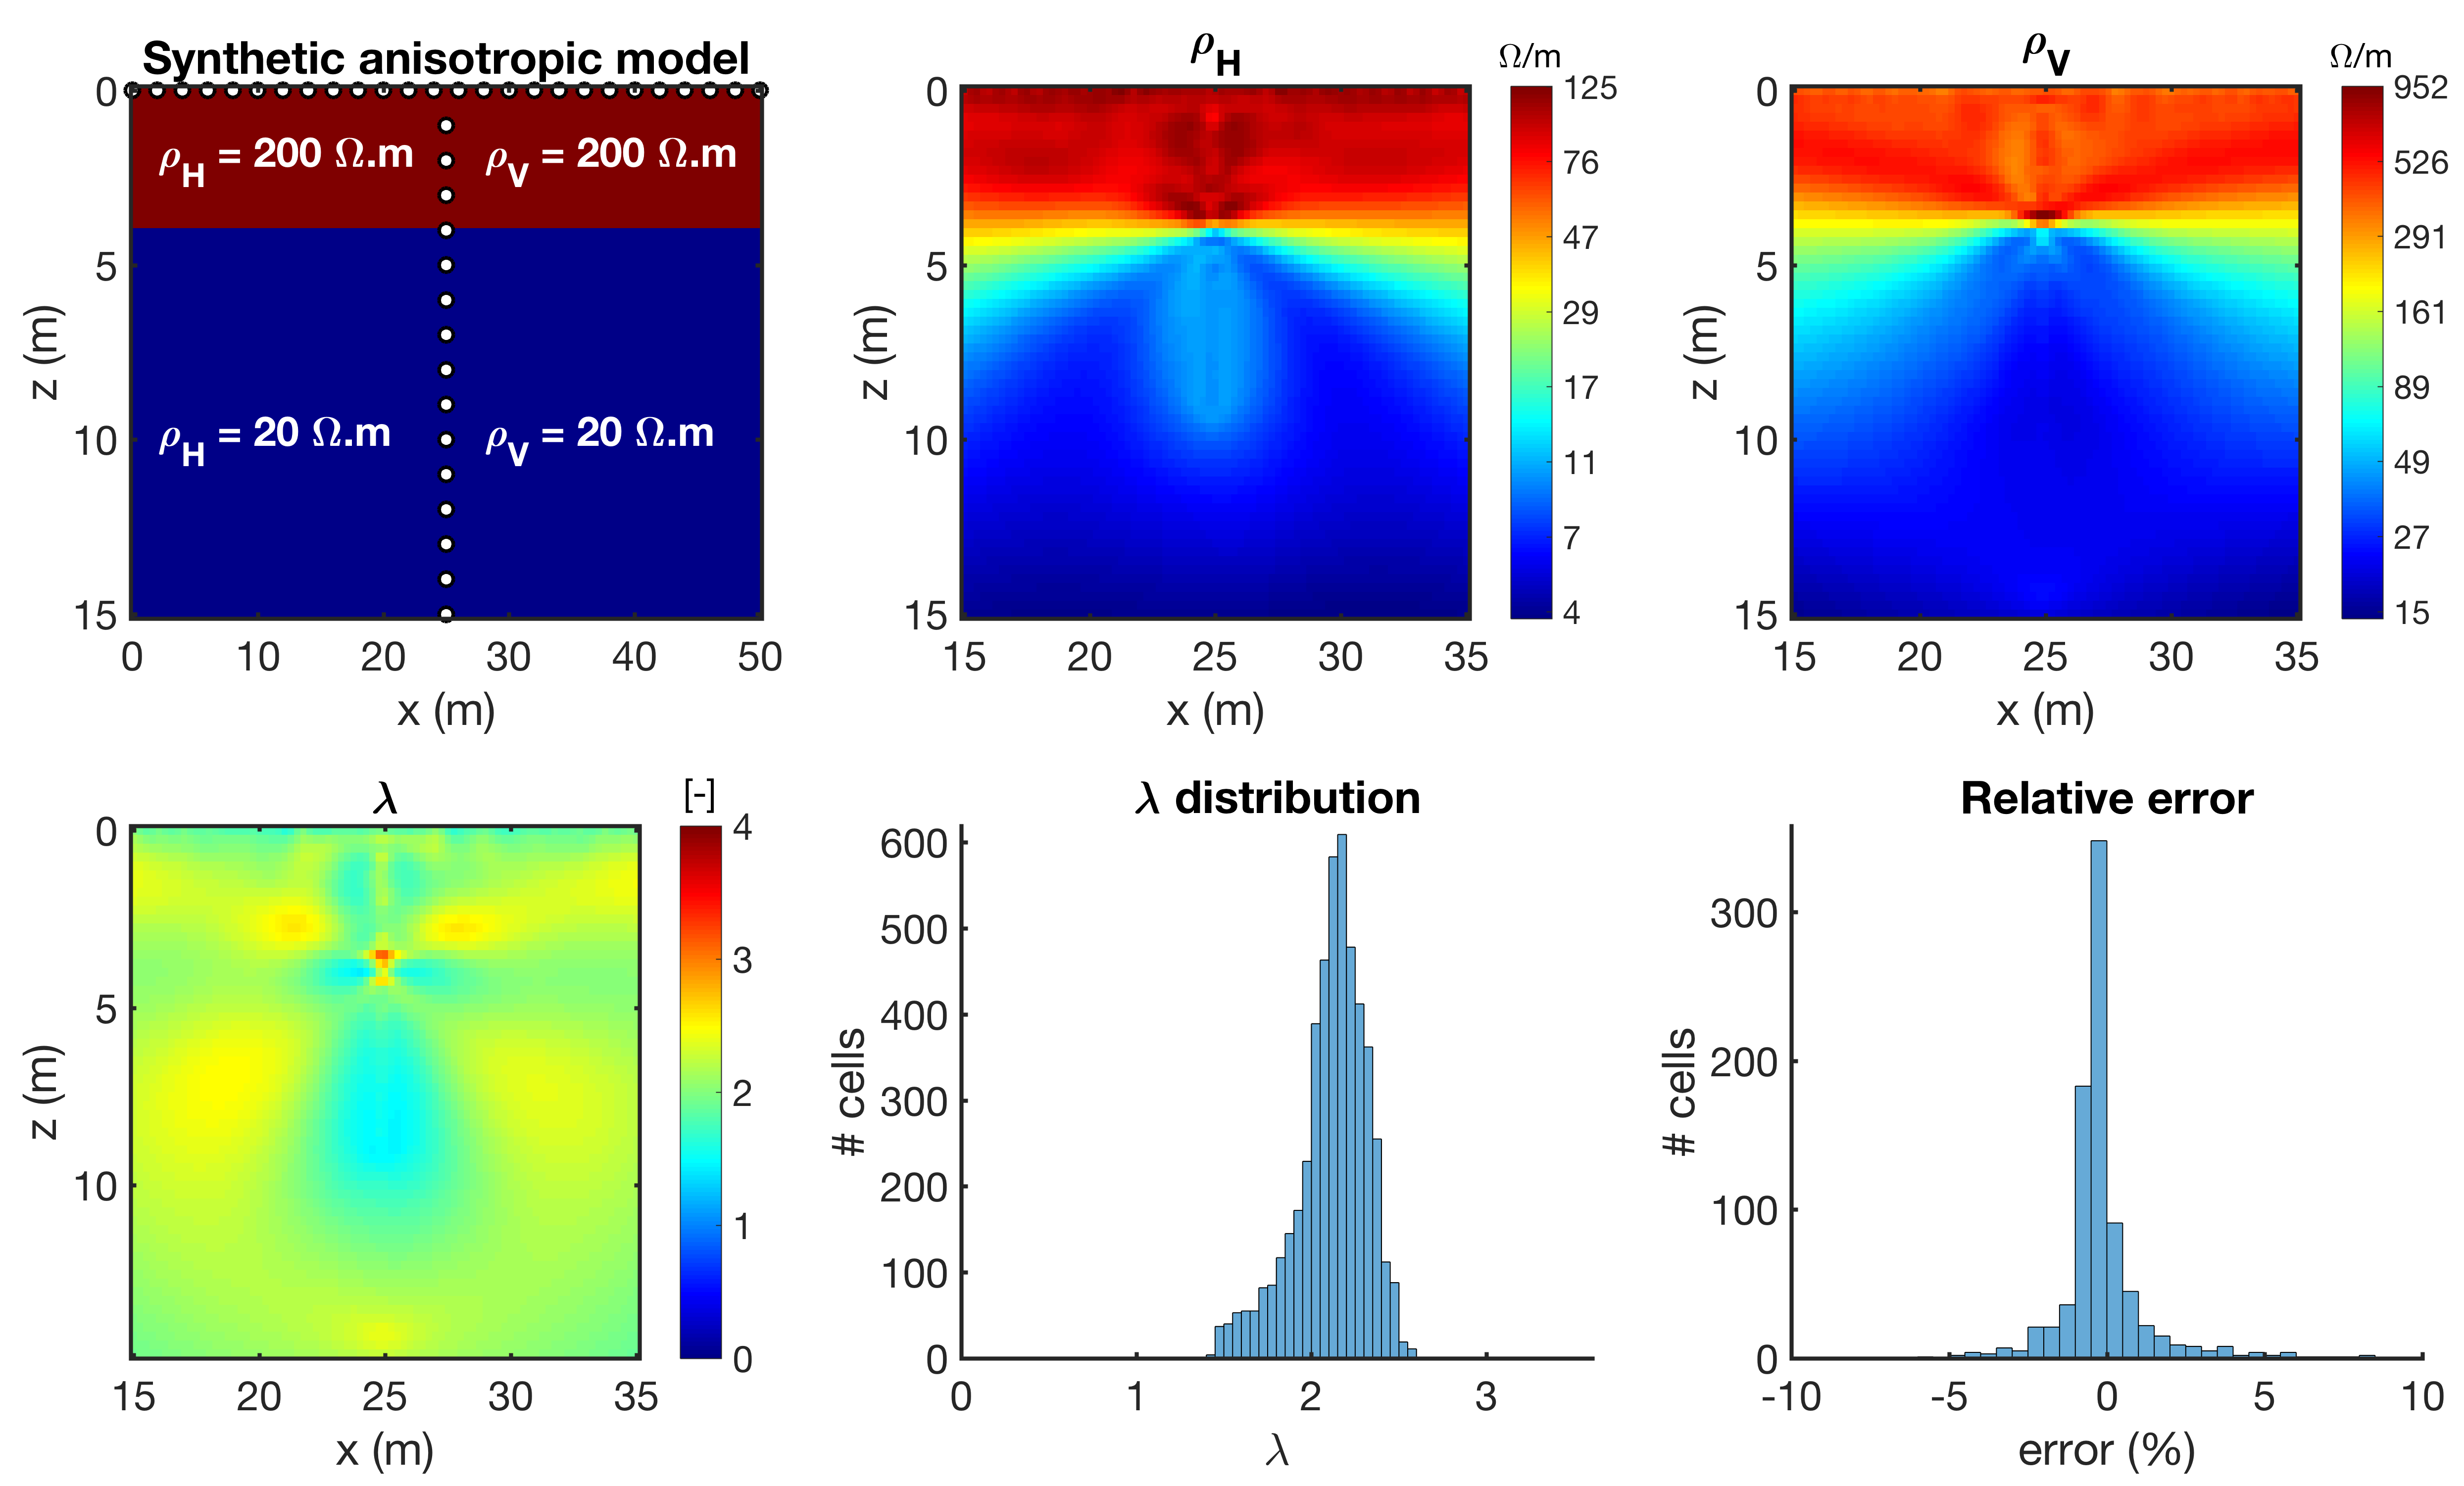 Synthetic anisotropic model
0
5
10
15
z (m)
ρH = 200 Ω.m
ρV = 200 Ω.m
ρH = 20 Ω.m
ρV = 20 Ω.m
0 10 20 30 40 50
x (m)
ρH
Ω/m
0
5
10
15
z (m)
125
76
47
29
17
11
7
4
15 20 25 30 35
x (m)
ρV
Ω/m
0
5
10
15
z (m)
952
526
291
161
89
49
27
15
15 20 25 30 35
x (m)
λ
[-]
0
5
10
z (m)
4
3
2
1
0
15 20 25 30 35
x (m)
λ distribution
600
500
400
300
200
100
0
# cells
0 1 2 3
λ
Relative error
300
200
100
0
# cells
-10 -5 0 5 10
error (%)